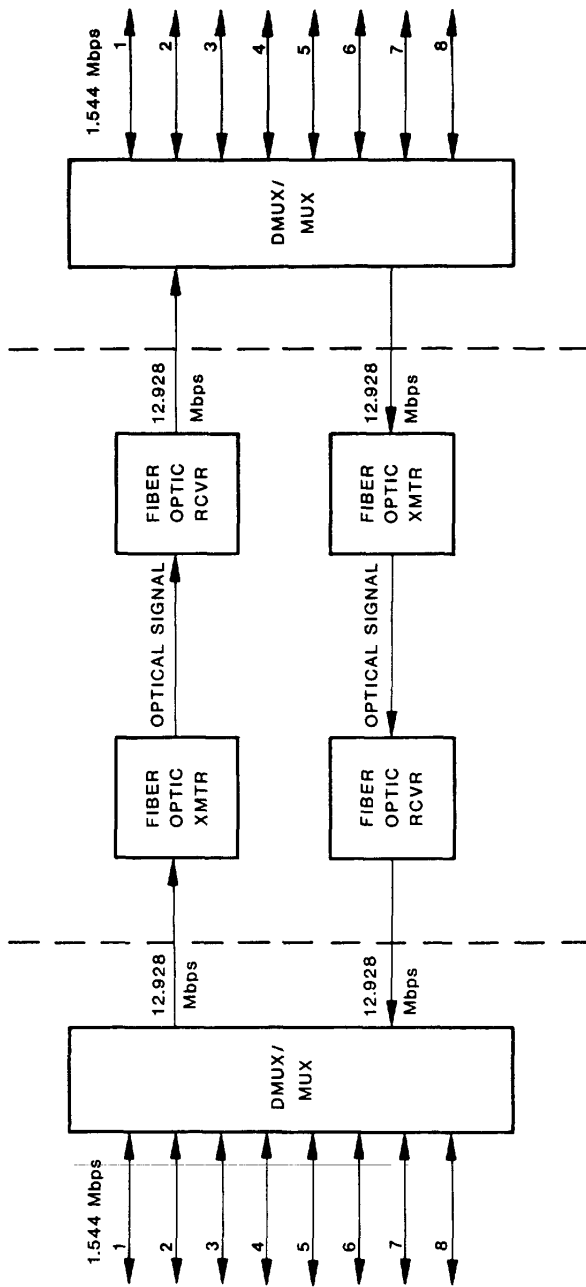 1.544 Mbps
1
2
3
4
5
6
7
8
DMUX/
MUX
12.928
Mbps
12.928
Mbps
FIBER
OPTIC
XMTR
OPTICAL SIGNAL
FIBER
OPTIC
RCVR
FIBER
OPTIC
RCVR
OPTICAL SIGNAL
FIBER
OPTIC
XMTR
12.928
Mbps
12.928
Mbps
DMUX/
MUX
1.544 Mbps
1
2
3
4
5
6
7
8